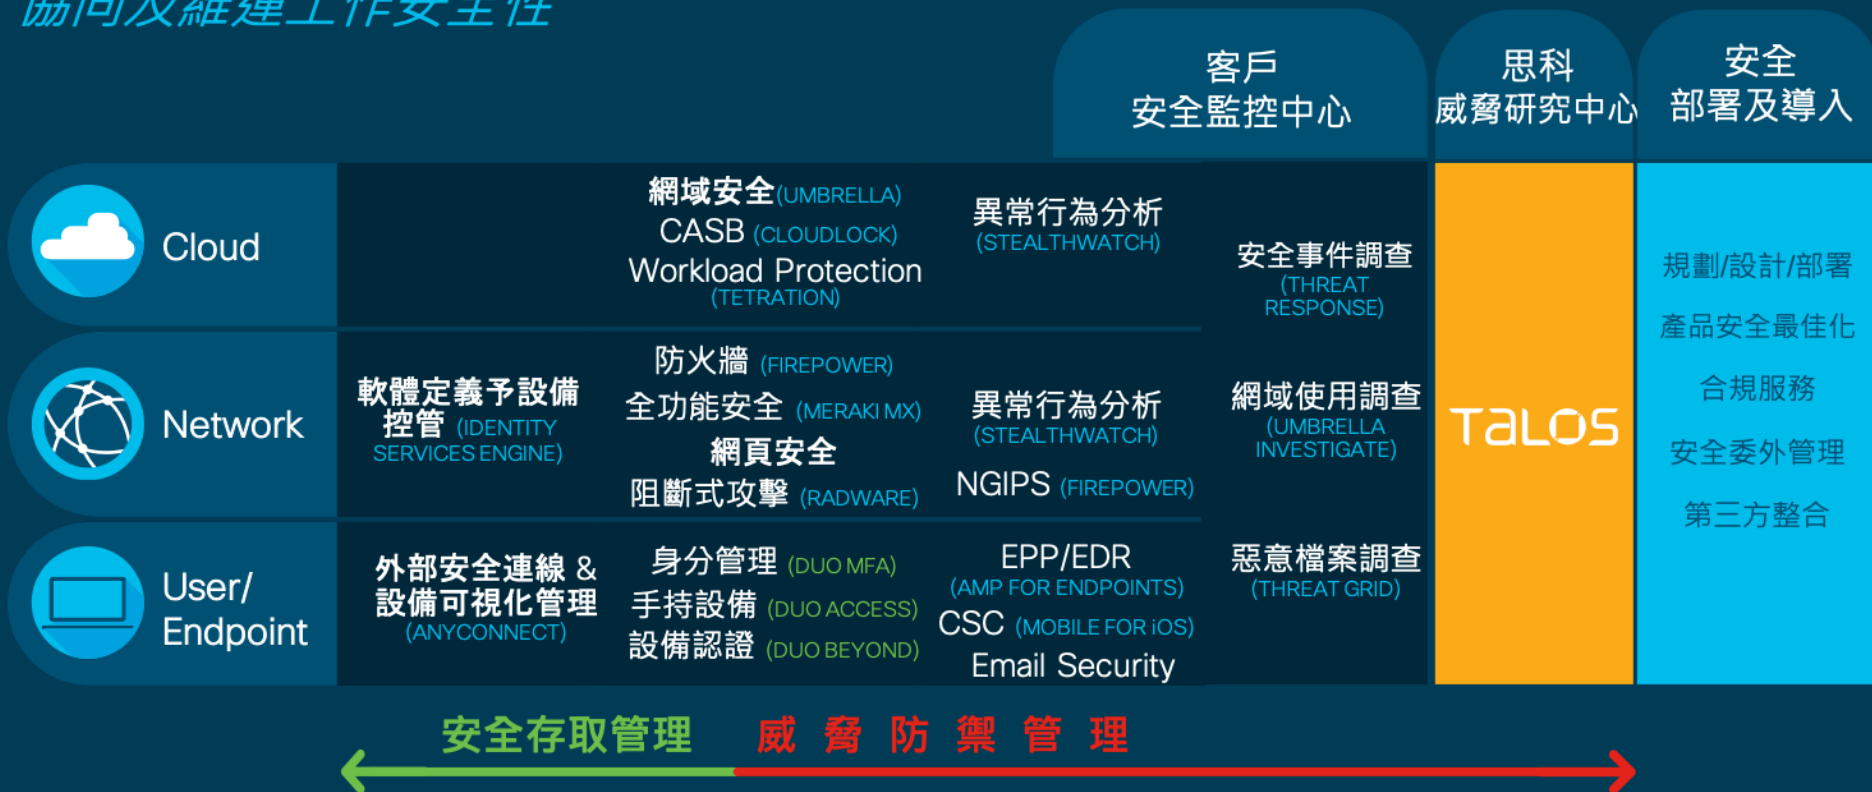 協同及維運工作安全性
客戶
安全監控中心
思科
威脅研究中心
安全
部署及導入
Cloud
網域安全(UMBRELLA)
CASB (CLOUDLOCK)
Workload Protection
(TETRATION)
異常行為分析
(STEALTHWATCH)
安全事件調查
(THREAT
RESPONSE)
Network
軟體定義予設備
控管 (IDENTITY
SERVICES ENGINE)
防火牆 (FIREPOWER)
全功能安全 (MERAKI MX)
網頁安全
阻斷式攻擊 (RADWARE)
異常行為分析
(STEALTHWATCH)
NGIPS (FIREPOWER)
網域使用調查
(UMBRELLA
INVESTIGATE)
User/
Endpoint
外部安全連線 &
設備可視化管理
(ANYCONNECT)
身分管理 (DUO MFA)
手持設備 (DUO ACCESS)
設備認證 (DUO BEYOND)
EPP/EDR
(AMP FOR ENDPOINTS)
CSC (MOBILE FOR iOS)
Email Security
惡意檔案調查
(THREAT GRID)
TALOS
規劃/設計/部署
產品安全最佳化
合規服務
安全委外管理
第三方整合
安全存取管理
威脅防禦管理